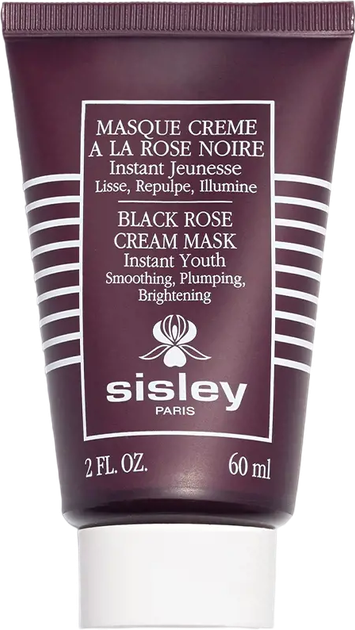 MASQUE CREME
A LA ROSE NOIRE
Instant Jeunesse
Lisse, Repulpe, Illumine
BLACK ROSE
CREAM MASK
Instant Youth
Smoothing, Plumping,
Brightening
sisley
PARIS
2 FL. OZ. 60 ml